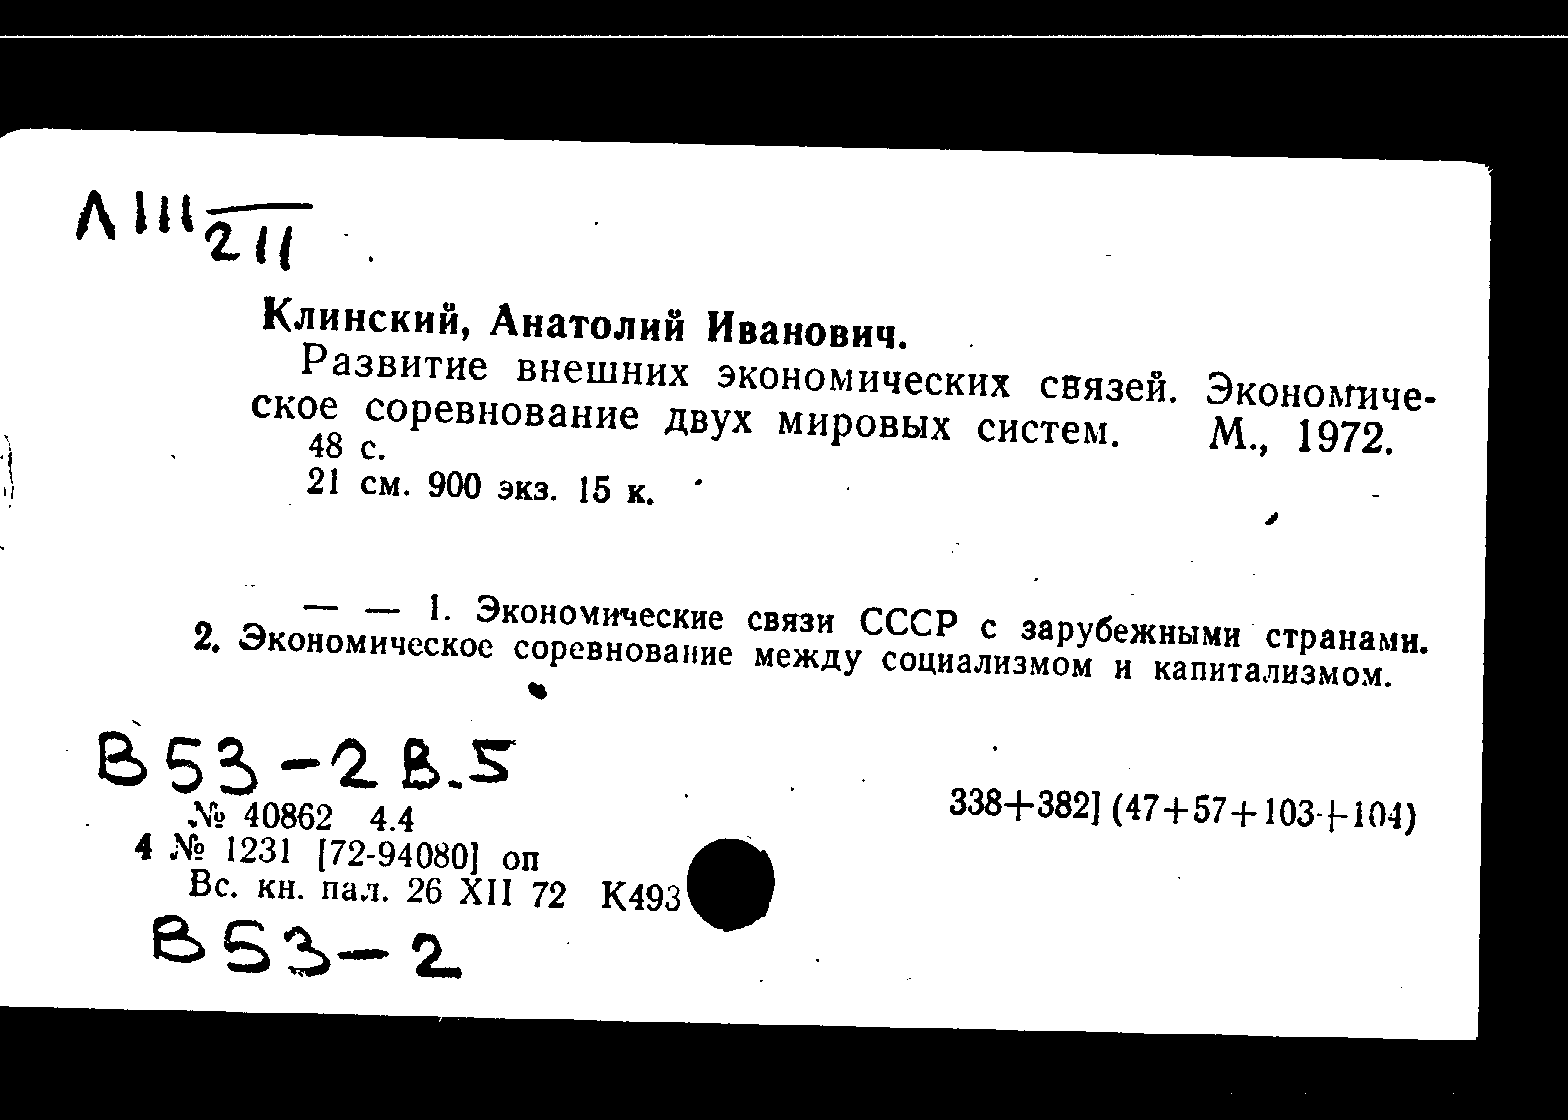 Л III
211
Клинский, Анатолий Иванович.
Развитие внешних экономических связей. Экономиче-
ское соревнование двух мировых систем. М., 1972.
48 с.
21 см. 900 экз. 15 к.
— — 1. Экономические связи СССР с зарубежными странами.
2. Экономическое соревнование между социализмом и капитализмом.
В53-2 В.5
№ 40862 4.4
338+382] (47+57+103+104)
4 № 1231 [72-94080] оп
Вс. кн. пал. 26 XII 72 К493
В53-2